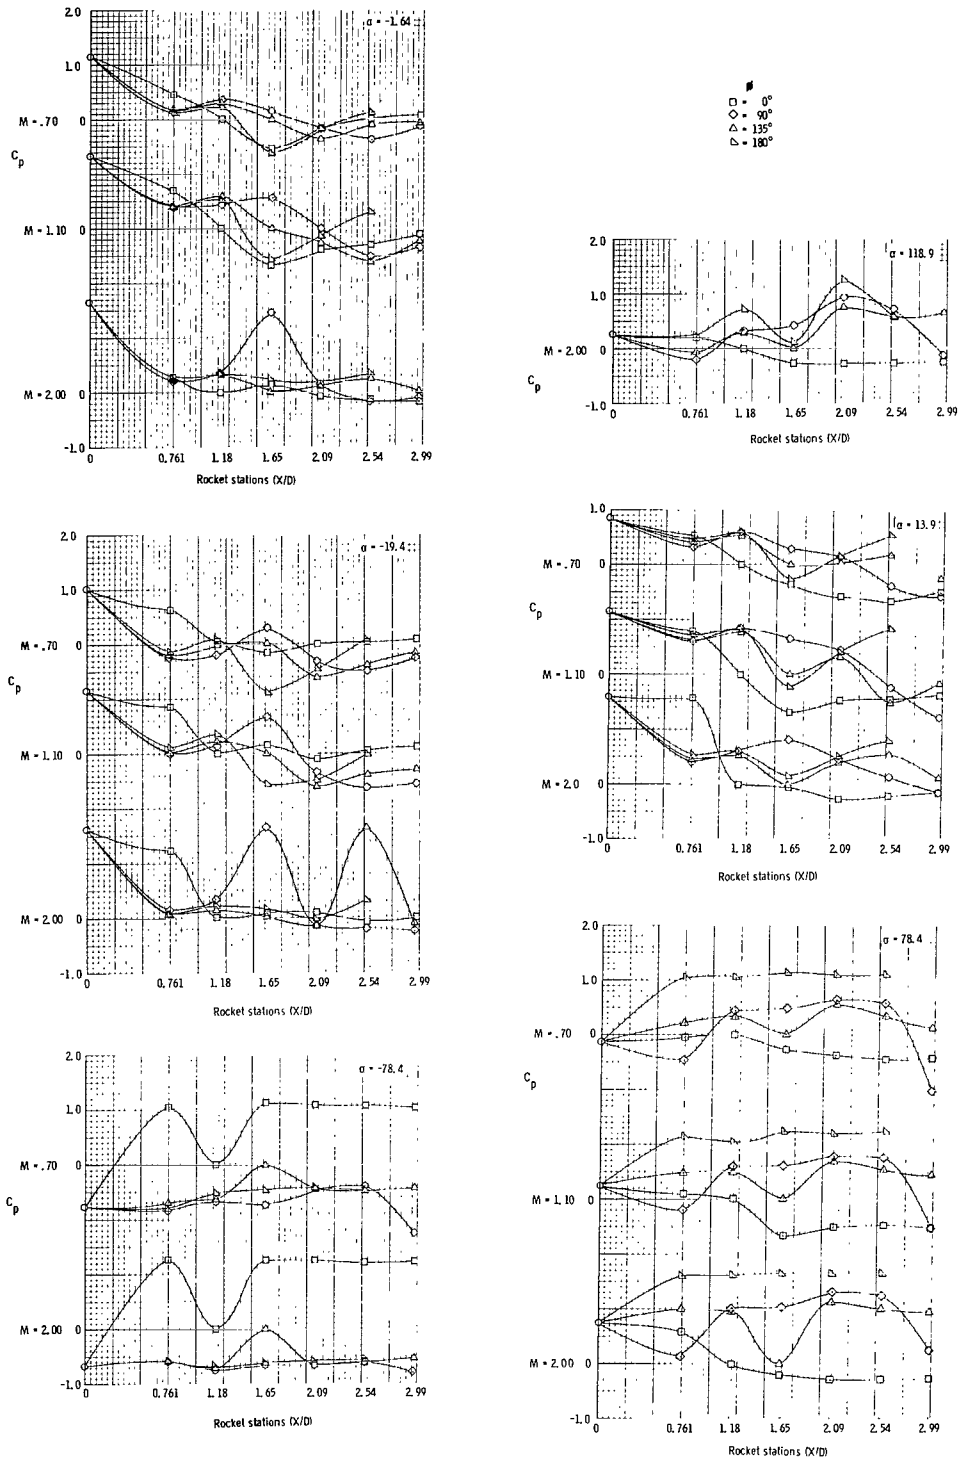 2.0
α = -1.64
1.0
M = .70
0
Cp
M = 1.10
0
M = 2.00
0
-1.0
0 0.761 1.18 1.65 2.09 2.54 2.99
Rocket stations (X/D)
ø
□ = 0°
◇ = 90°
△ = 135°
▷ = 180°
2.0
α = 118.9
1.0
M = 2.00
0
Cp
-1.0
0 0.761 1.18 1.65 2.09 2.54 2.99
Rocket stations (X/D)
2.0
α = -19.4
1.0
M = .70
0
Cp
M = 1.10
0
M = 2.00
0
-1.0
0 0.761 1.18 1.65 2.09 2.54 2.99
Rocket stations (X/D)
1.0
α = 13.9
M = .70
0
Cp
M = 1.10
0
M = 2.0
0
-1.0
0 0.761 1.18 1.65 2.09 2.54 2.99
Rocket stations (X/D)
2.0
α = -78.4
1.0
M = .70
0
Cp
M = 2.00
0
-1.0
0 0.761 1.18 1.65 2.09 2.54 2.99
Rocket stations (X/D)
2.0
α = 78.4
1.0
M = .70
0
Cp
M = 1.10
0
M = 2.00
0
-1.0
0 0.761 1.18 1.65 2.09 2.54 2.99
Rocket stations (X/D)